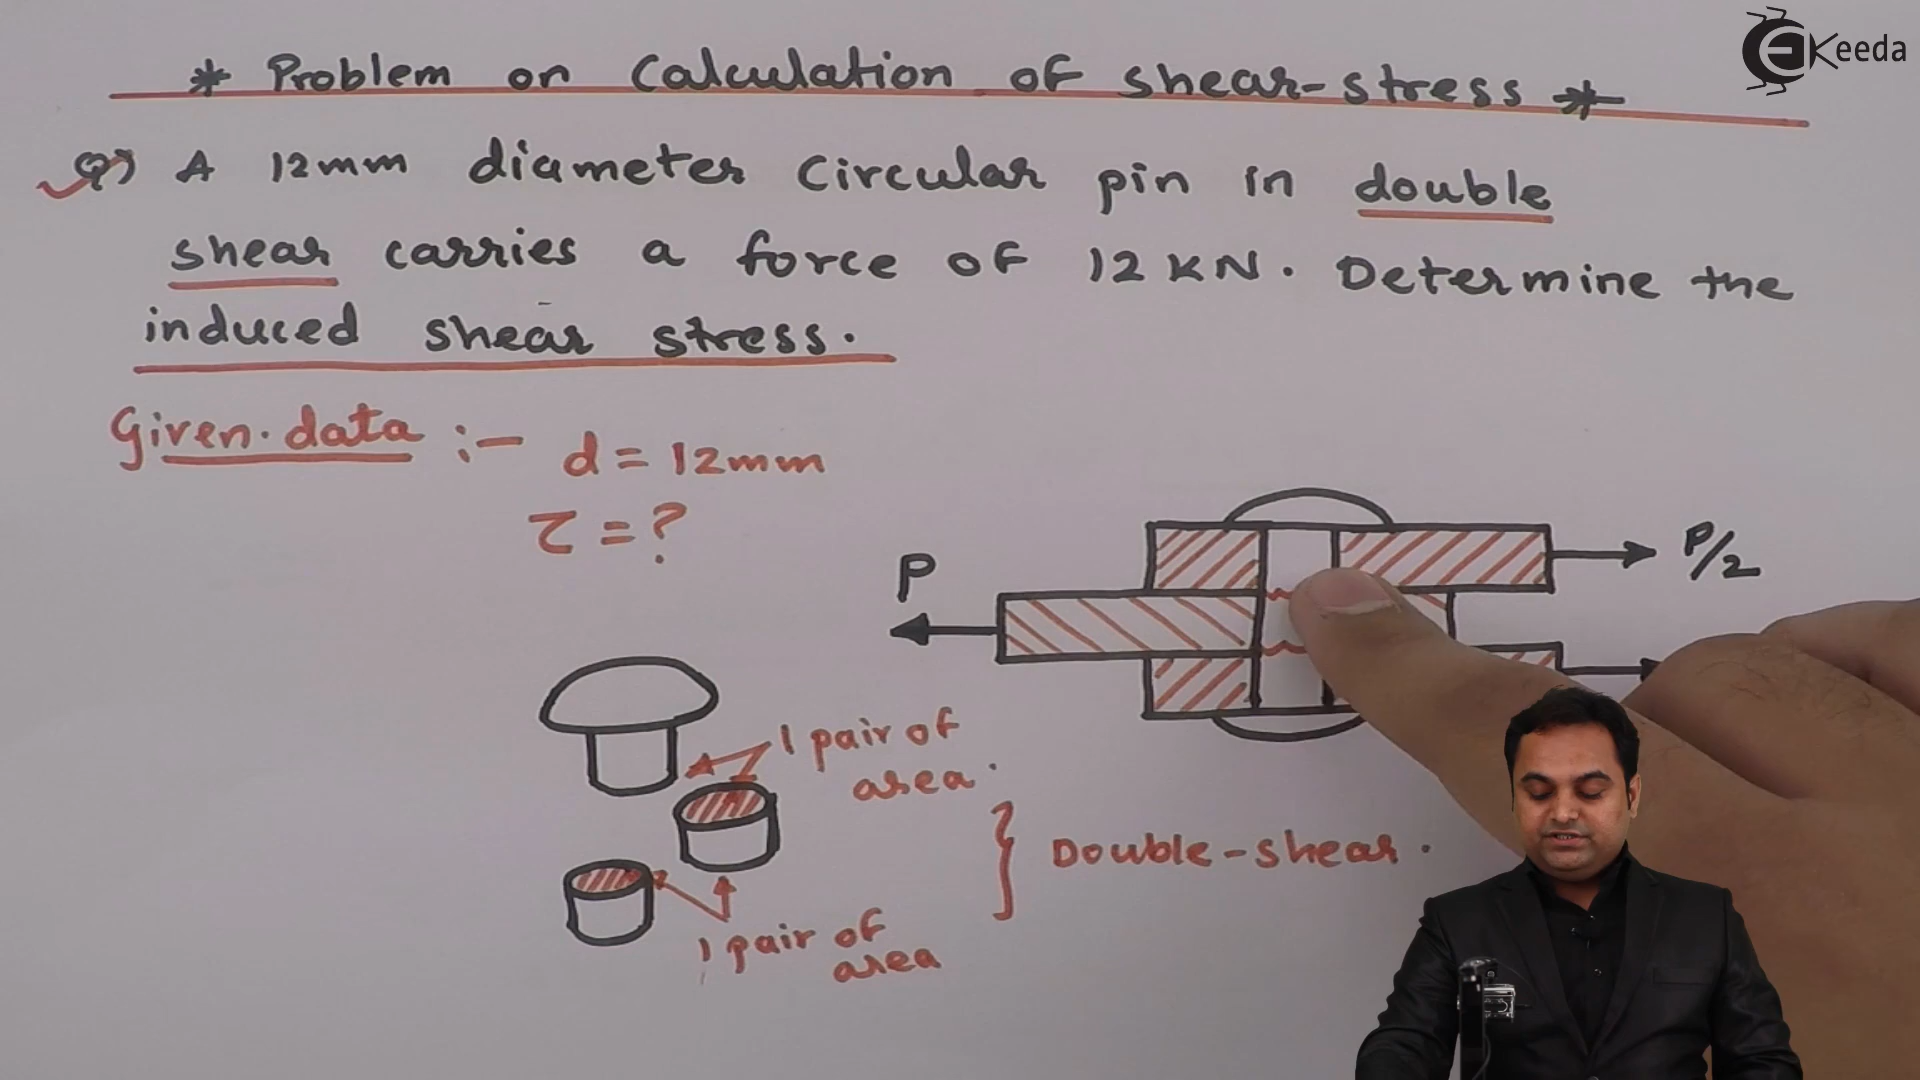 Keeda
* Problem on Calculation of shear-stress *
Q) A 12mm diameter circular pin in double
shear carries a force of 12 KN. Determine the
induced shear stress.
Given data :- d = 12mm
τ = ?
P
P/2
1 pair of
area.
Double-shear.
1 pair of
area